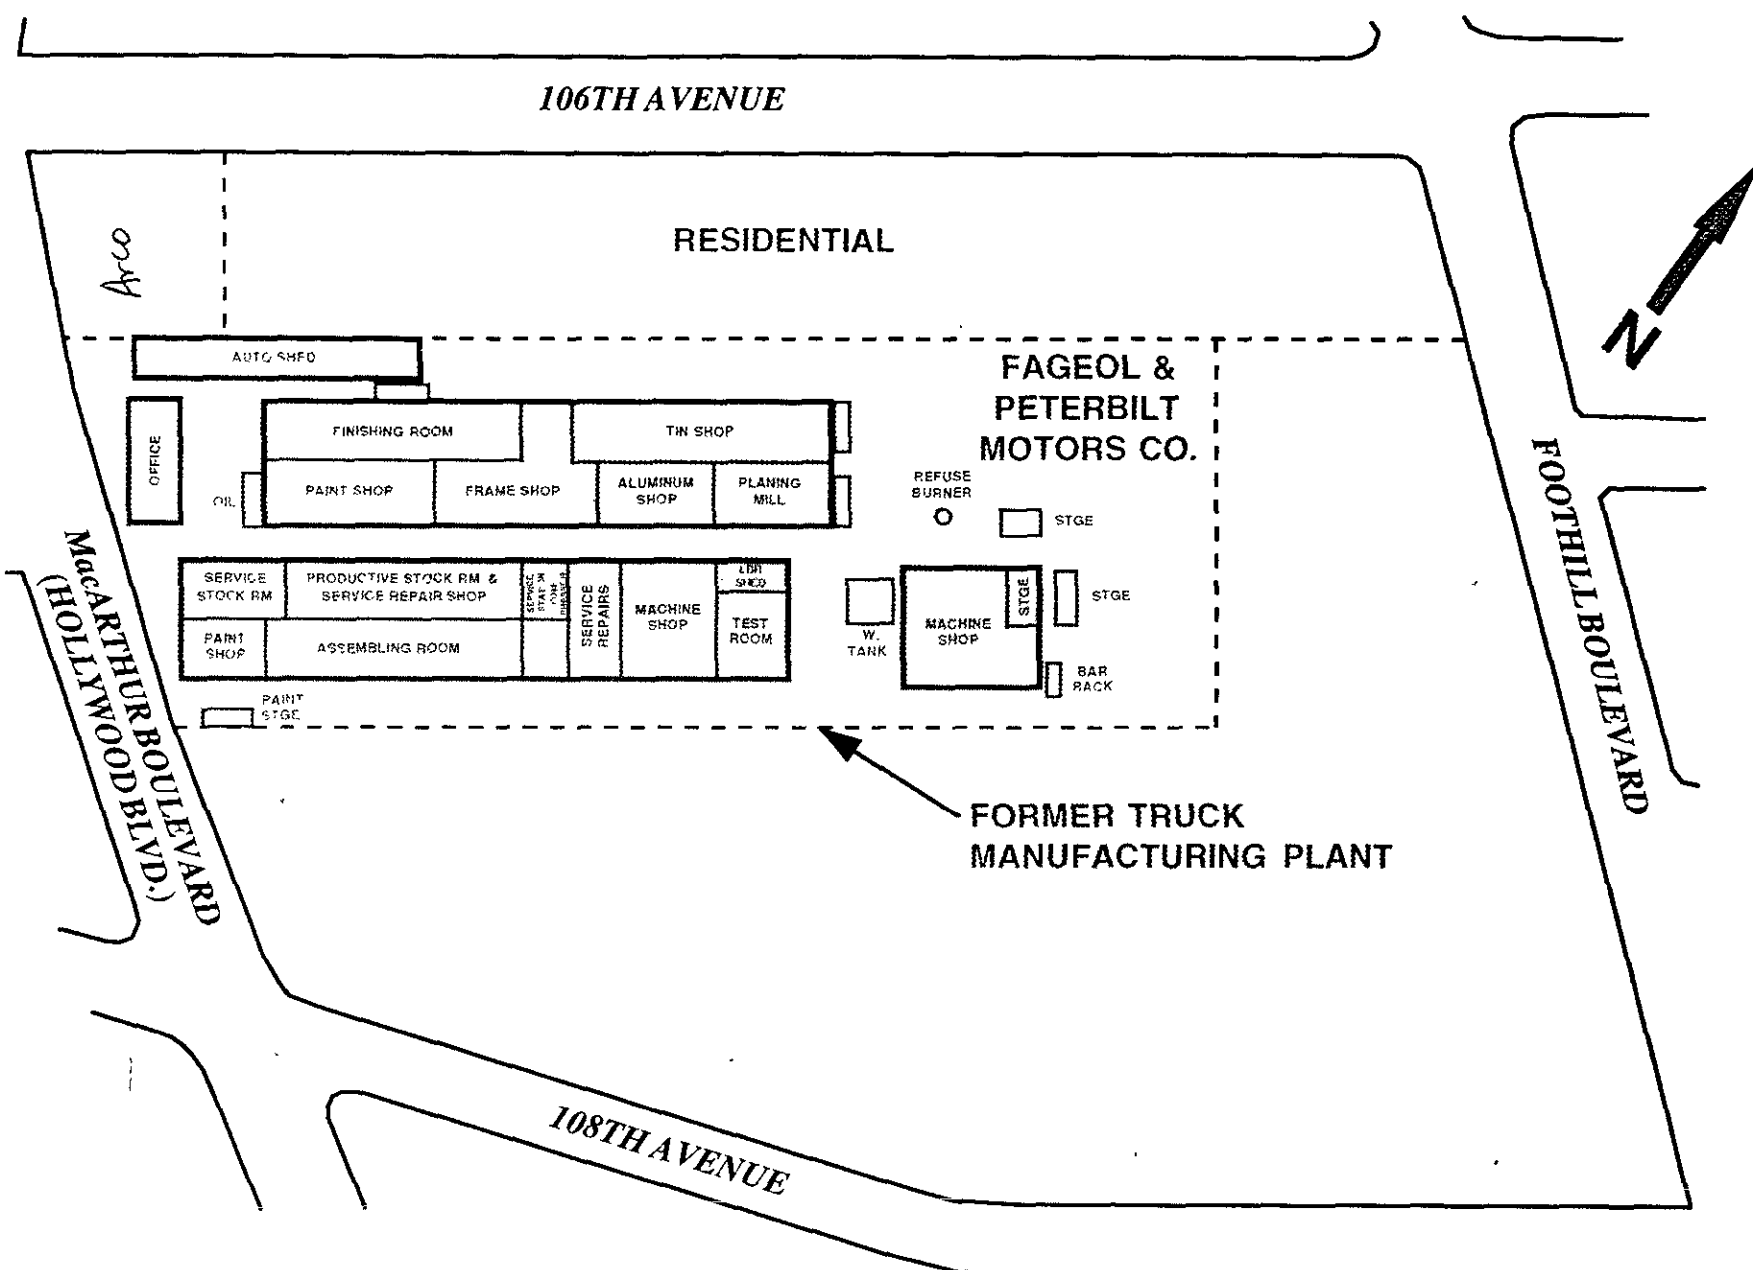 106TH AVENUE
Arco
RESIDENTIAL
N
AUTO SHED
FAGEOL &
PETERBILT
MOTORS CO.
OFFICE
FINISHING ROOM
TIN SHOP
OIL
PAINT SHOP
FRAME SHOP
ALUMINUM
SHOP
PLANING
MILL
REFUSE
BURNER
STGE
FOOTHILL BOULEVARD
MacARTHUR BOULEVARD
(HOLLYWOOD BLVD.)
SERVICE
STOCK RM
PRODUCTIVE STOCK RM &
SERVICE REPAIR SHOP
SERVICE
SERVICE
REPAIRS
MACHINE
SHOP
LBR
SHED
TEST
ROOM
PAINT
SHOP
ASSEMBLING ROOM
W.
TANK
MACHINE
SHOP
STGE
STGE
BAR
RACK
PAINT
STGE
FORMER TRUCK
MANUFACTURING PLANT
108TH AVENUE